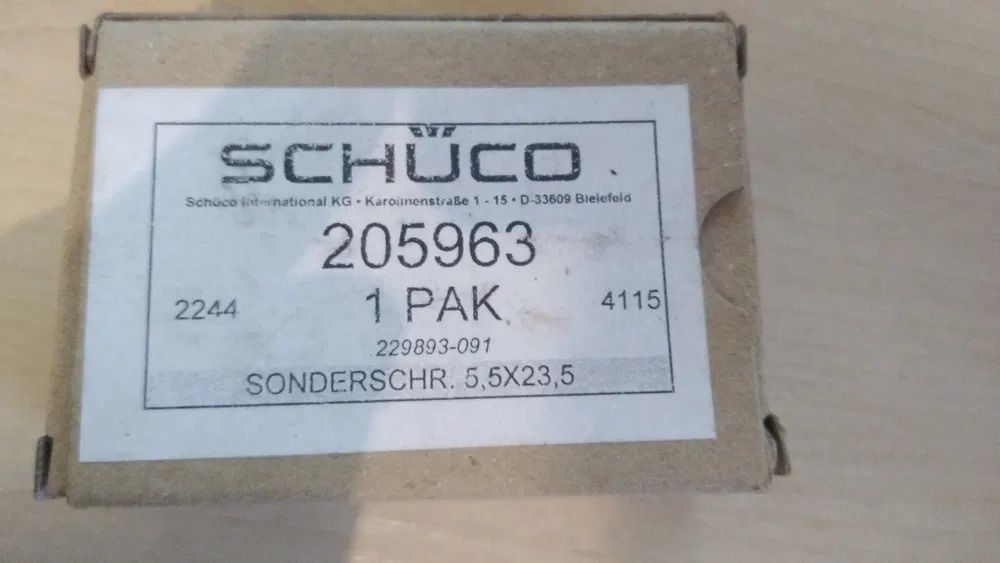 SCHÜCO
Schüco International KG • Karolinenstraße 1 - 15 • D-33609 Bielefeld
205963
2244 1 PAK 4115
229893-091
SONDERSCHR. 5,5X23,5